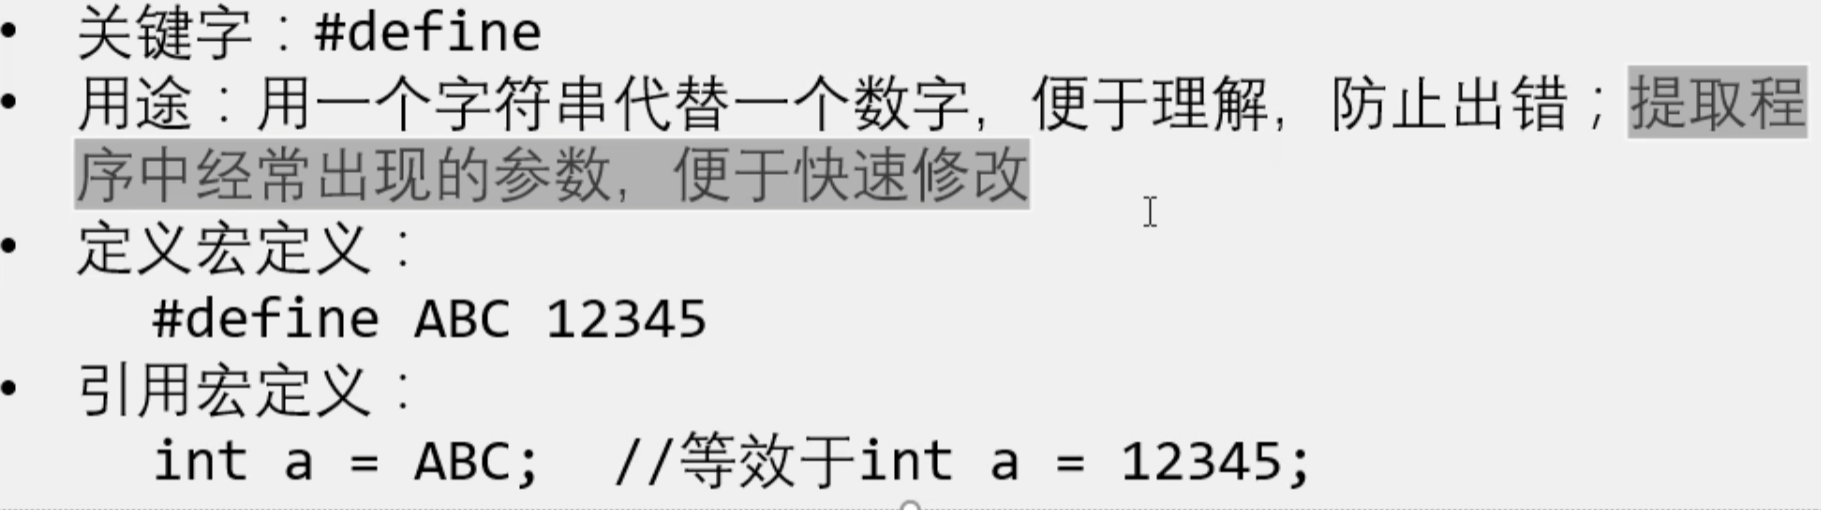 • 关键字：#define
• 用途：用一个字符串代替一个数字，便于理解，防止出错；提取程
序中经常出现的参数，便于快速修改
• 定义宏定义：
#define ABC 12345
• 引用宏定义：
int a = ABC;  //等效于int a = 12345;